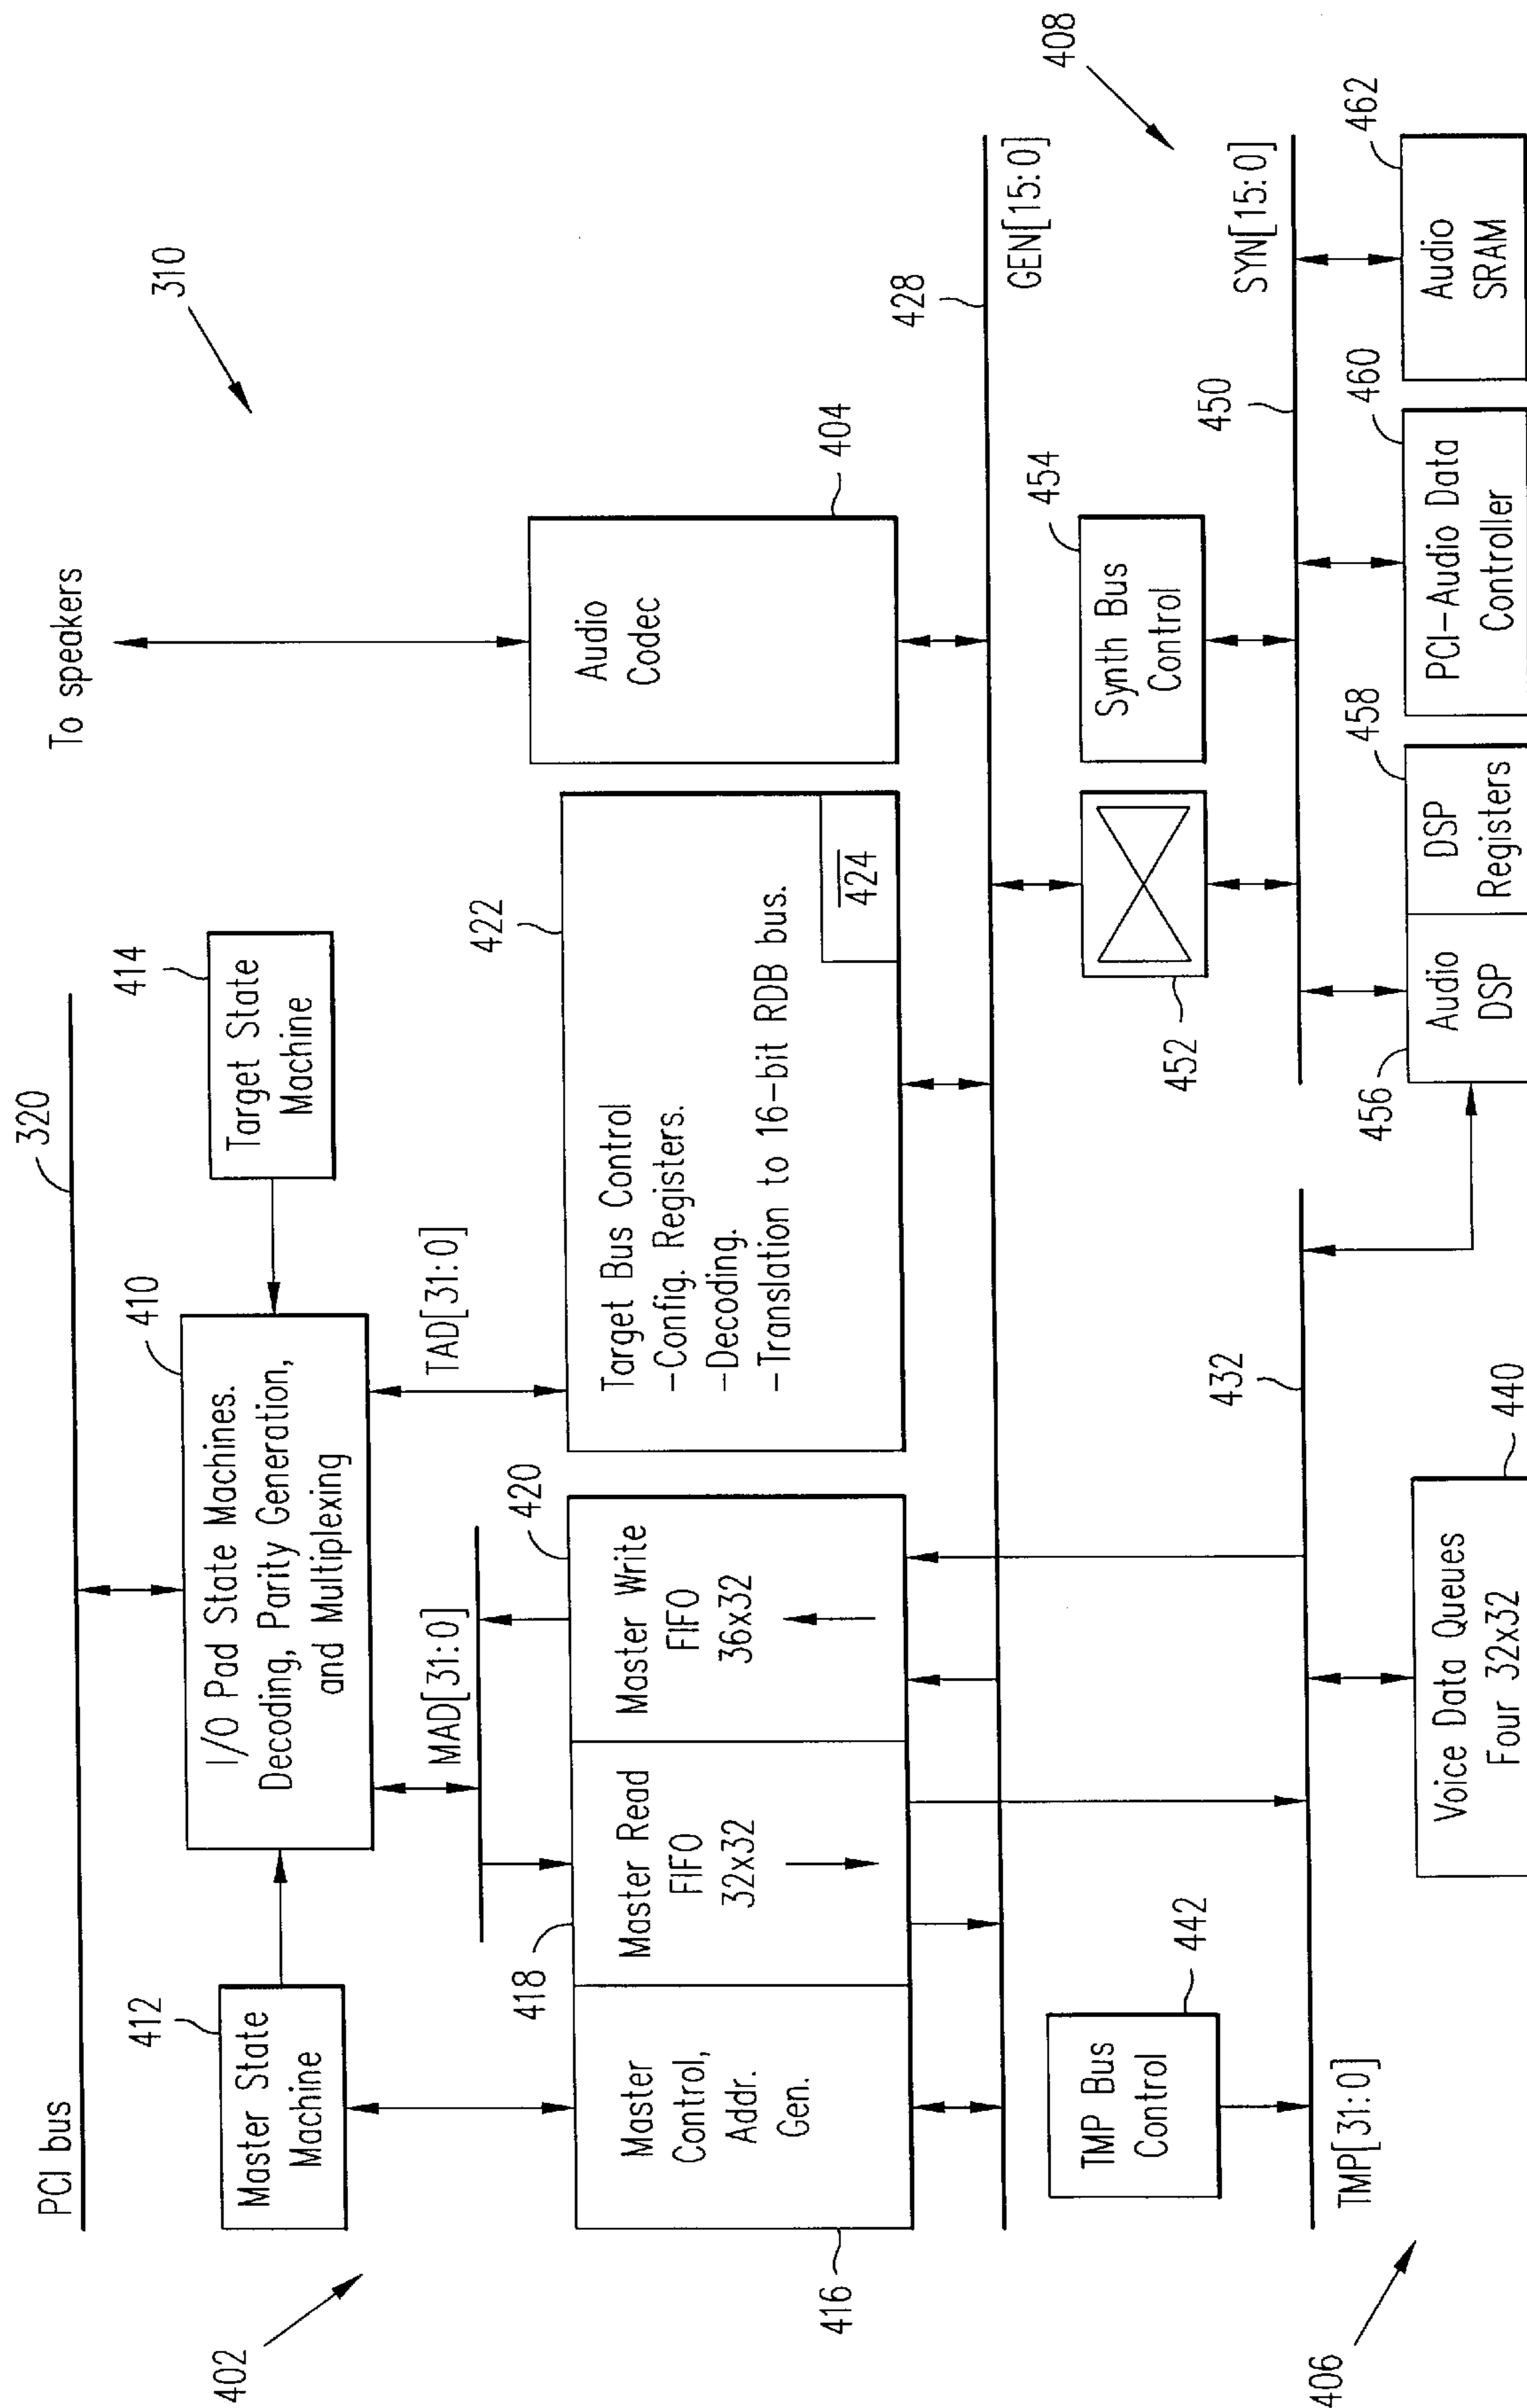 PCI bus
320
To speakers
310
402
412
Master State
Machine
410
I/O Pad State Machines.
Decoding, Parity Generation,
and Multiplexing
414
Target State
Machine
MAD[31:0]
TAD[31:0]
416
Master
Control,
Addr.
Gen.
418
Master Read
FIFO
32x32
420
Master Write
FIFO
36x32
422
Target Bus Control
-Config. Registers.
-Decoding.
-Translation to 16-bit RDB bus.
424
Audio
Codec
404
428
GEN[15:0]
408
442
TMP Bus
Control
452
454
Synth Bus
Control
450
SYN[15:0]
TMP[31:0]
432
406
440
Voice Data Queues
Four 32x32
456
Audio
DSP
458
DSP
Registers
460
PCI-Audio Data
Controller
462
Audio
SRAM